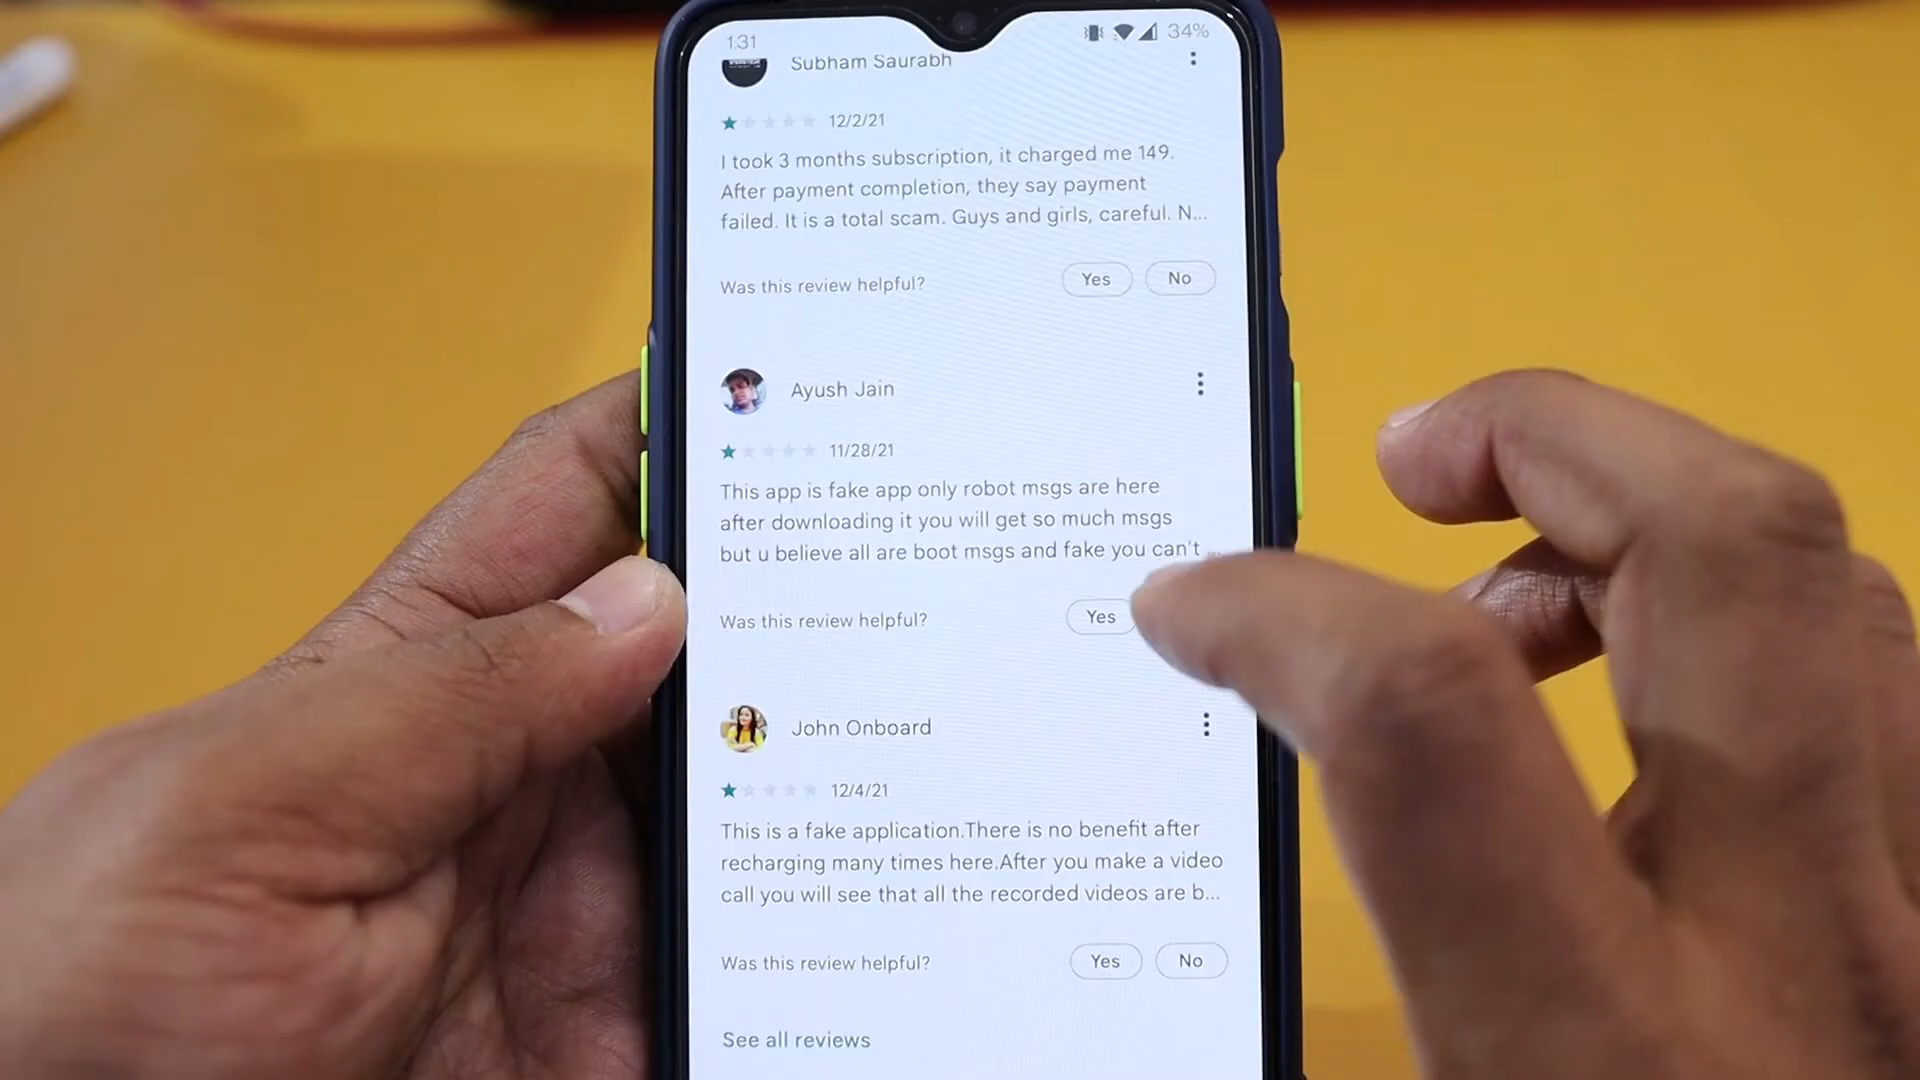 1:31
34%
Subham Saurabh
12/2/21
I took 3 months subscription, it charged me 149.
After payment completion, they say payment
failed. It is a total scam. Guys and girls, careful. N...
Was this review helpful?
Yes
No
Ayush Jain
11/28/21
This app is fake app only robot msgs are here
after downloading it you will get so much msgs
but u believe all are boot msgs and fake you can't
Was this review helpful?
Yes
John Onboard
12/4/21
This is a fake application.There is no benefit after
recharging many times here.After you make a video
call you will see that all the recorded videos are b...
Was this review helpful?
Yes
No
See all reviews